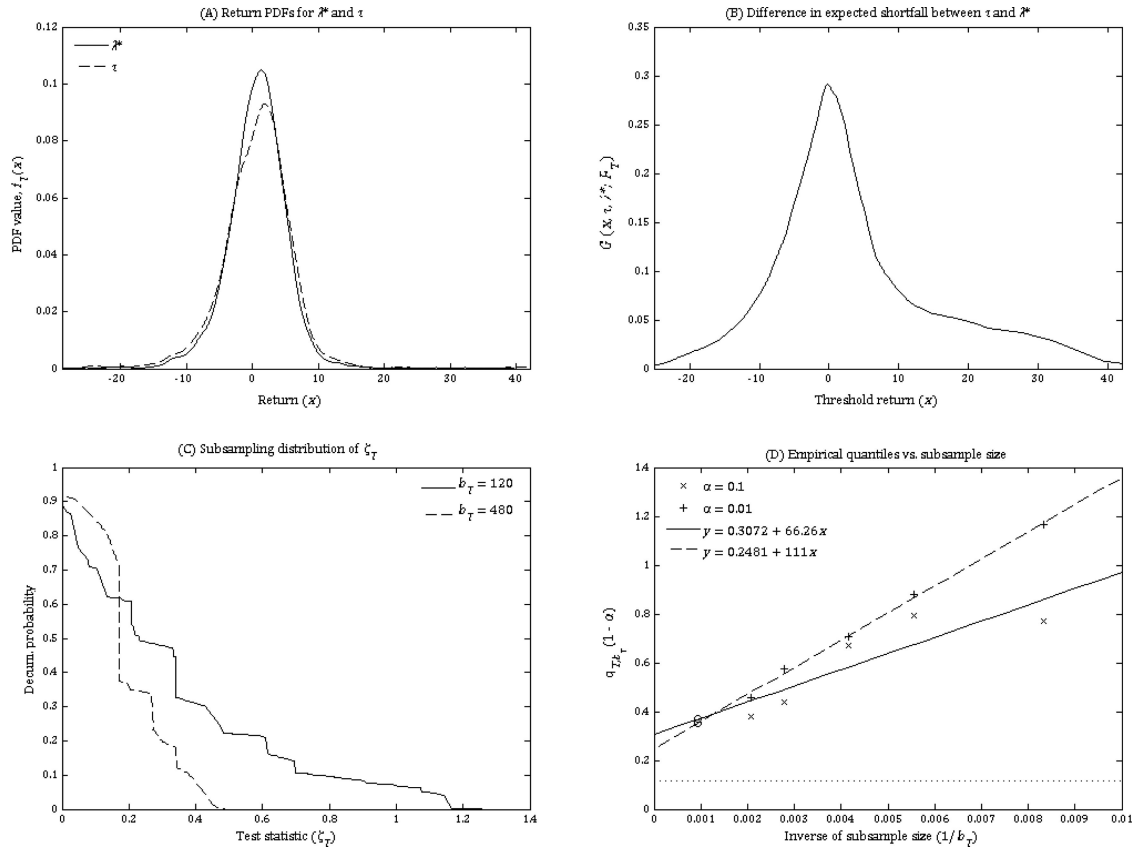 (A) Return PDFs for λ* and τ
0.12
0.1
0.08
0.06
0.04
0.02
0
PDF value, f_T(x)
λ*
τ
-20 -10 0 10 20 30 40
Return (x)
(B) Difference in expected shortfall between τ and λ*
0.35
0.3
0.25
0.2
0.15
0.1
0.05
0
G (x, τ, λ*; F̂_T)
-20 -10 0 10 20 30 40
Threshold return (x)
(C) Subsampling distribution of ζ_T
1
0.9
0.8
0.7
0.6
0.5
0.4
0.3
0.2
0.1
0
Decum. probability
b_T = 120
b_T = 480
0 0.2 0.4 0.6 0.8 1 1.2 1.4
Test statistic (ζ_T)
(D) Empirical quantiles vs. subsample size
1.4
1.2
1
0.8
0.6
0.4
0.2
0
q_{T,b_T}(1 - α)
α = 0.1
α = 0.01
y = 0.3072 + 66.26x
y = 0.2481 + 111x
0 0.001 0.002 0.003 0.004 0.005 0.006 0.007 0.008 0.009 0.01
Inverse of subsample size (1/b_T)